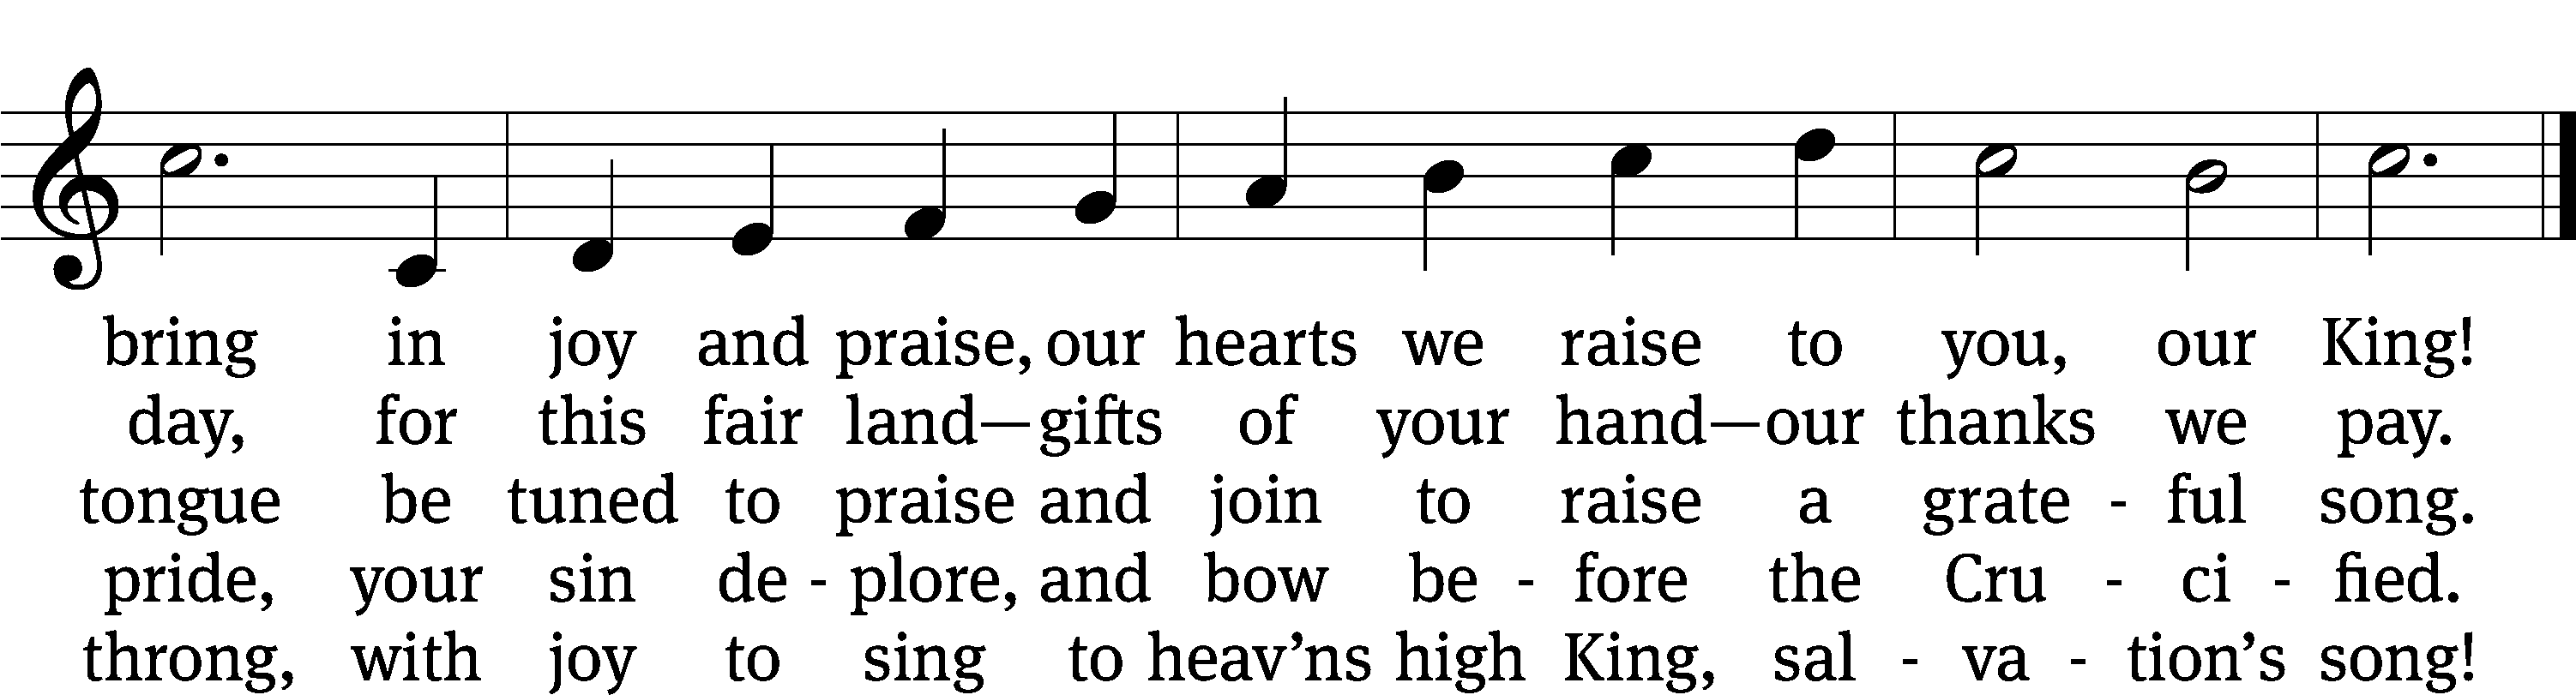 bring in joy and praise, our hearts we raise to you, our King!
day, for this fair land—gifts of your hand—our thanks we pay.
tongue be tuned to praise and join to raise a grate - ful song.
pride, your sin de - plore, and bow be - fore the Cru - ci - fied.
throng, with joy to sing to heav’ns high King, sal - va - tion’s song!